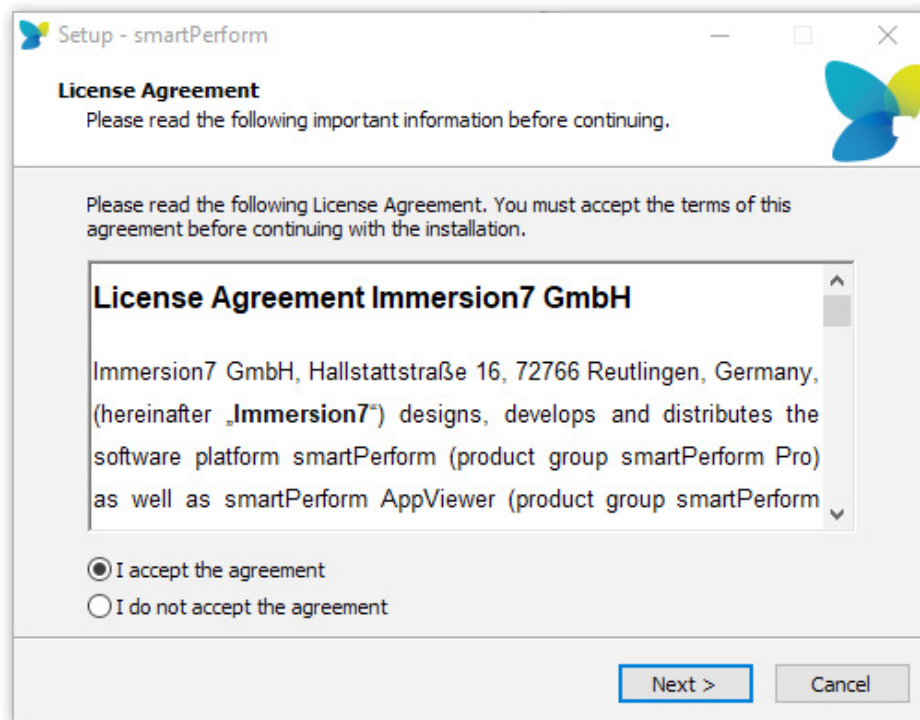 Setup - smartPerform
License Agreement
Please read the following important information before continuing.
Please read the following License Agreement. You must accept the terms of this
agreement before continuing with the installation.
License Agreement Immersion7 GmbH
Immersion7 GmbH, Hallstattstraße 16, 72766 Reutlingen, Germany,
(hereinafter „Immersion7“) designs, develops and distributes the
software platform smartPerform (product group smartPerform Pro)
as well as smartPerform AppViewer (product group smartPerform
I accept the agreement
I do not accept the agreement
Next >
Cancel